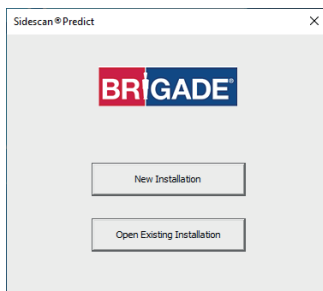 Sidescan®Predict
BRIGADE®
New Installation
Open Existing Installation